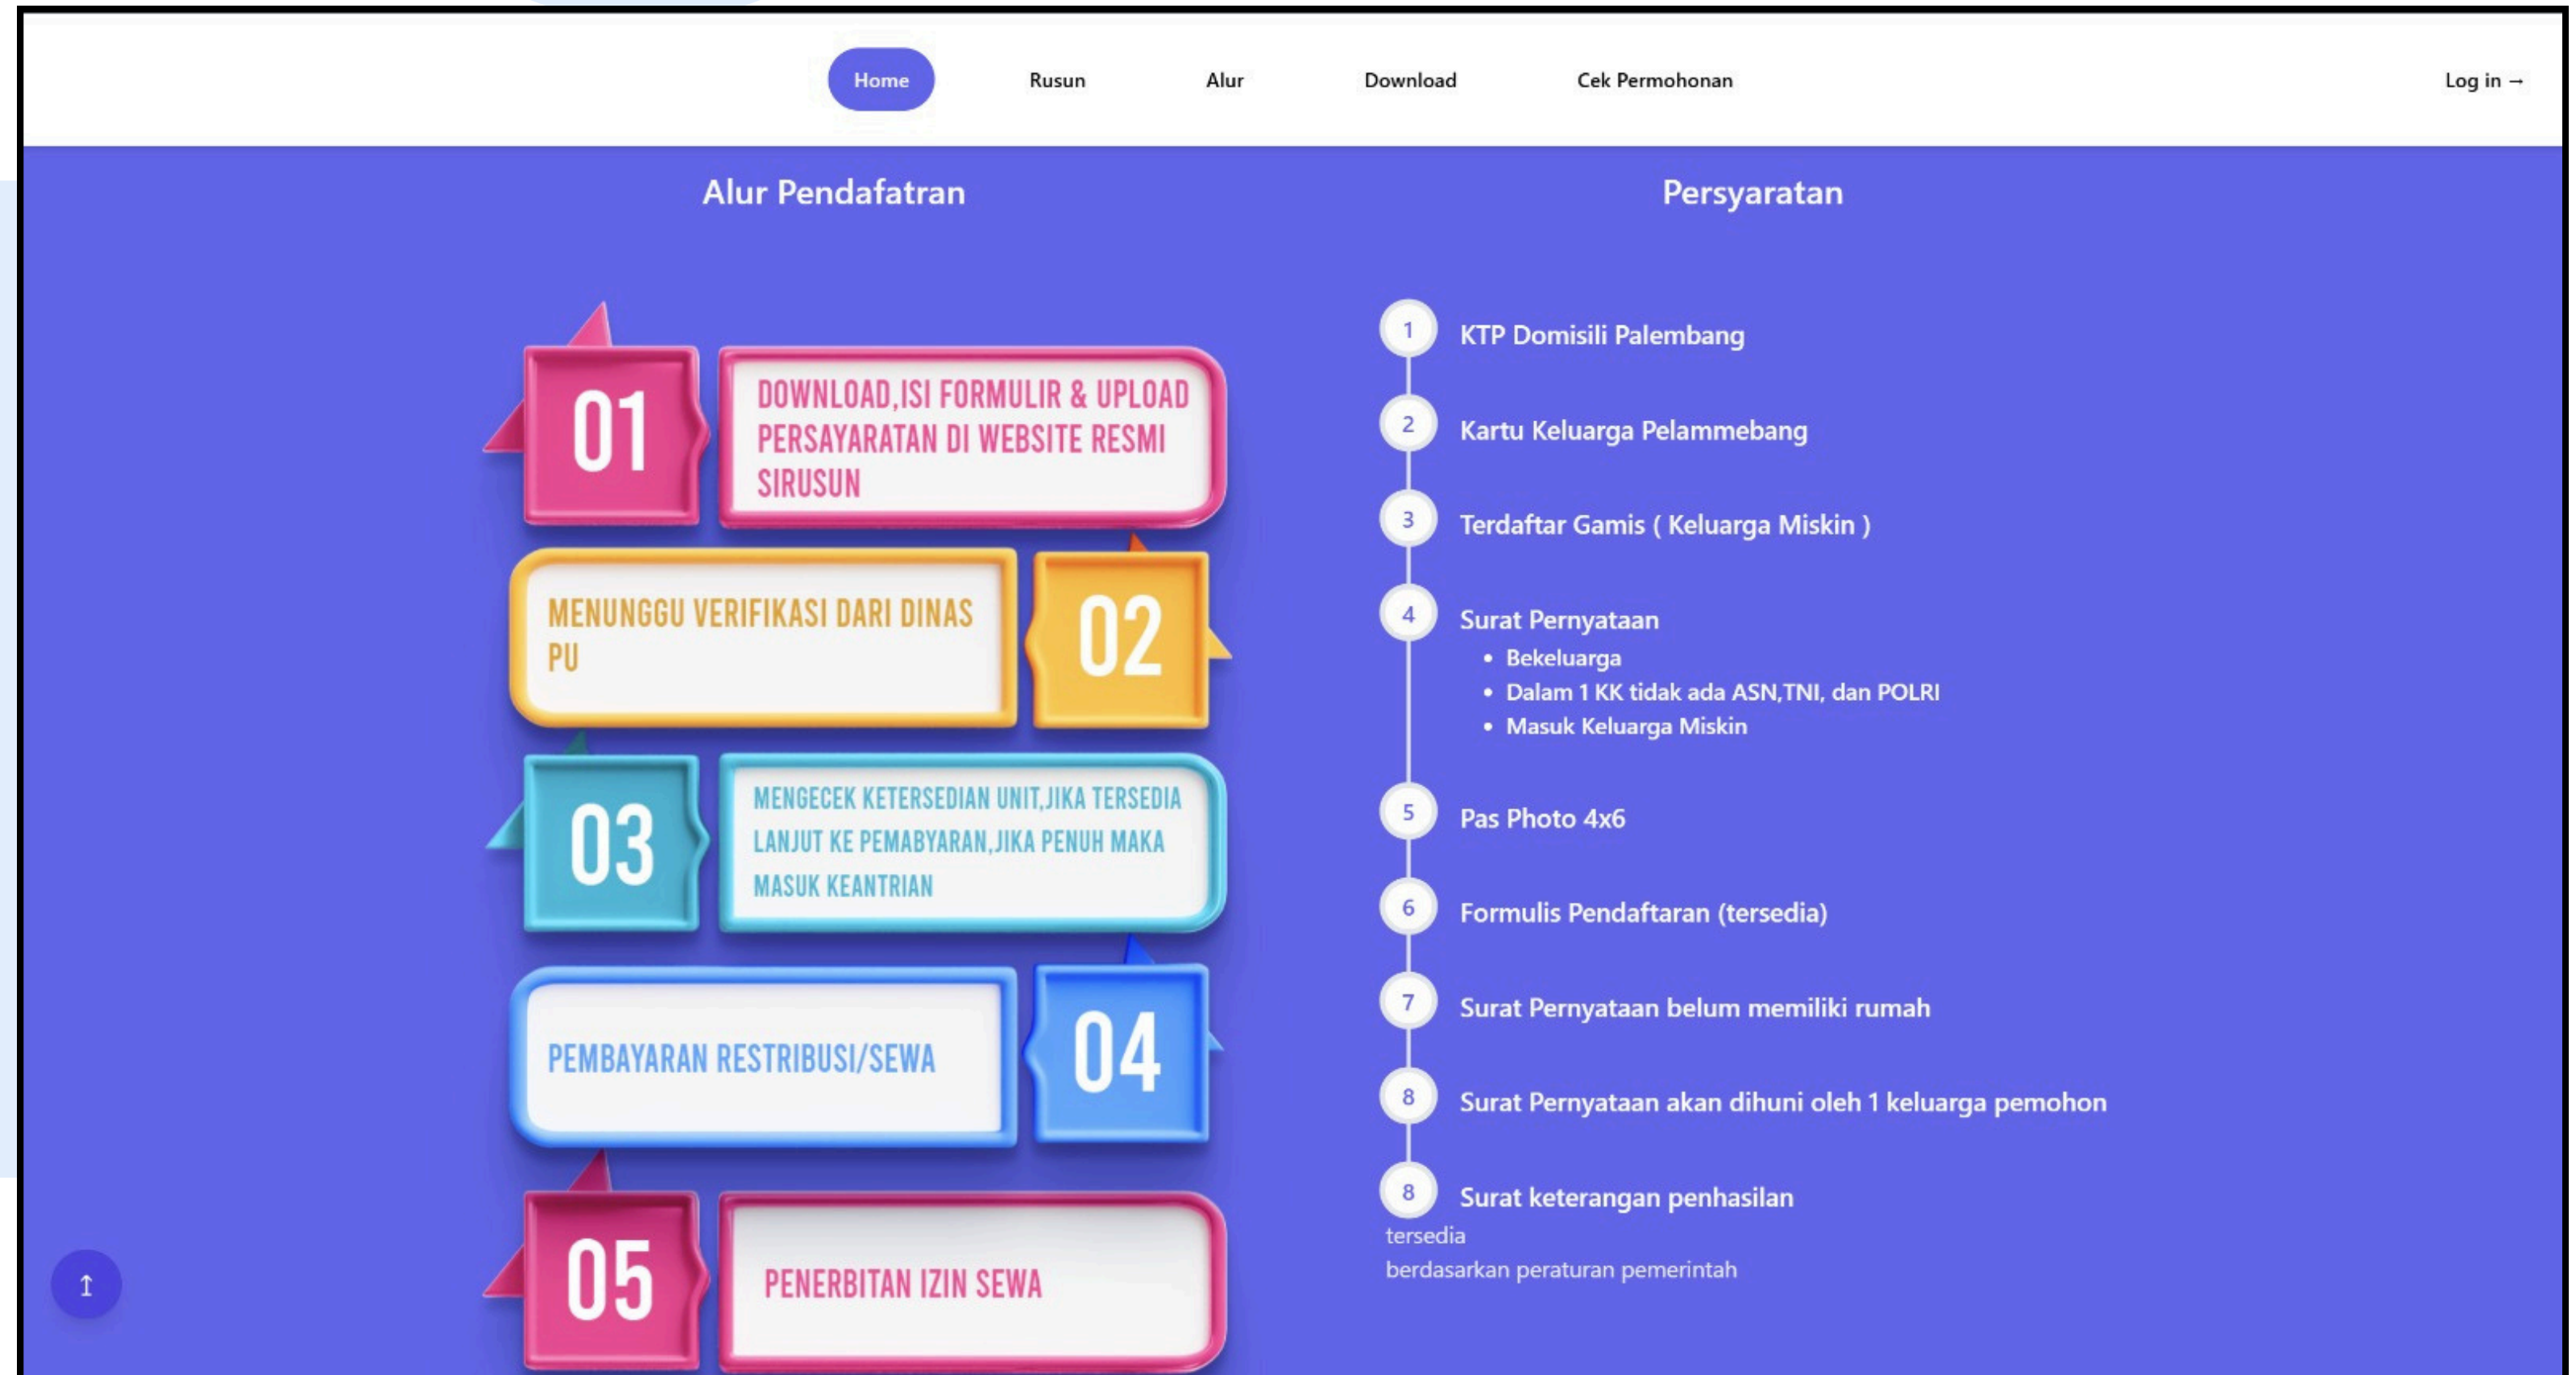 Home Rusun Alur Download Cek Permohonan Log in →
Alur Pendafatran
01
DOWNLOAD,ISI FORMULIR & UPLOAD
PERSAYARATAN DI WEBSITE RESMI
SIRUSUN
MENUNGGU VERIFIKASI DARI DINAS
PU
02
03
MENGECEK KETERSEDIAN UNIT,JIKA TERSEDIA
LANJUT KE PEMABYARAN,JIKA PENUH MAKA
MASUK KEANTRIAN
PEMBAYARAN RESTRIBUSI/SEWA
04
05
PENERBITAN IZIN SEWA
Persyaratan
1 KTP Domisili Palembang
2 Kartu Keluarga Pelammebang
3 Terdaftar Gamis ( Keluarga Miskin )
4 Surat Pernyataan
• Bekeluarga
• Dalam 1 KK tidak ada ASN,TNI, dan POLRI
• Masuk Keluarga Miskin
5 Pas Photo 4x6
6 Formulis Pendaftaran (tersedia)
7 Surat Pernyataan belum memiliki rumah
8 Surat Pernyataan akan dihuni oleh 1 keluarga pemohon
8 Surat keterangan penhasilan
tersedia
berdasarkan peraturan pemerintah